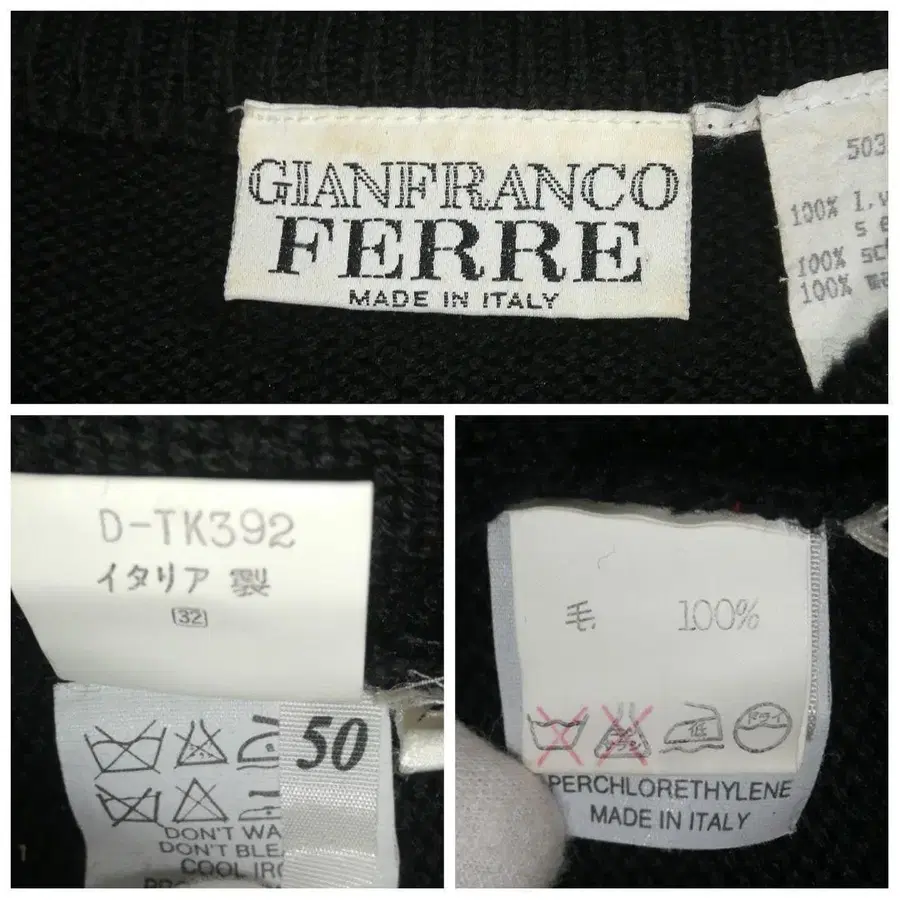 GIANFRANCO
FERRE
MADE IN ITALY
503
100%
100%
100%
D-TK392
イタリア 製
32
50
DON'T WA
DON'T BLE
COOL IRO
毛 100%
低
ドライ
PERCHLORETHYLENE
MADE IN ITALY